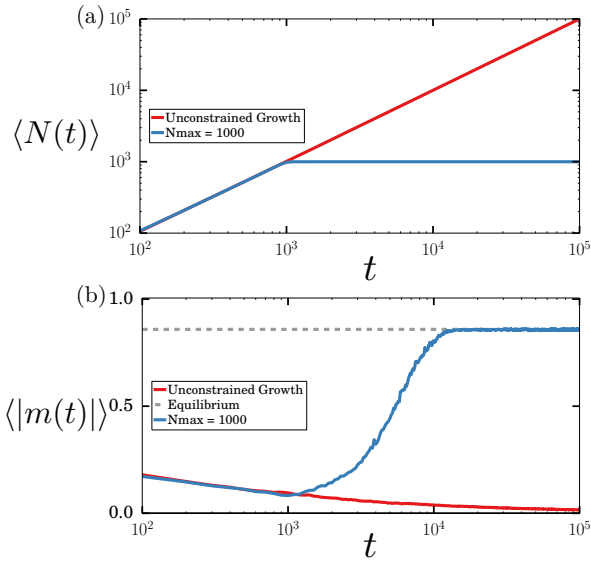 (a)
10^5
10^4
⟨N(t)⟩
Unconstrained Growth
Nmax = 1000
10^3
10^2
10^2
10^3
10^4
10^5
t
(b)
1.0
Unconstrained Growth
Equilibrium
Nmax = 1000
0.5
⟨|m(t)|⟩
0.0
10^2
10^3
10^4
10^5
t